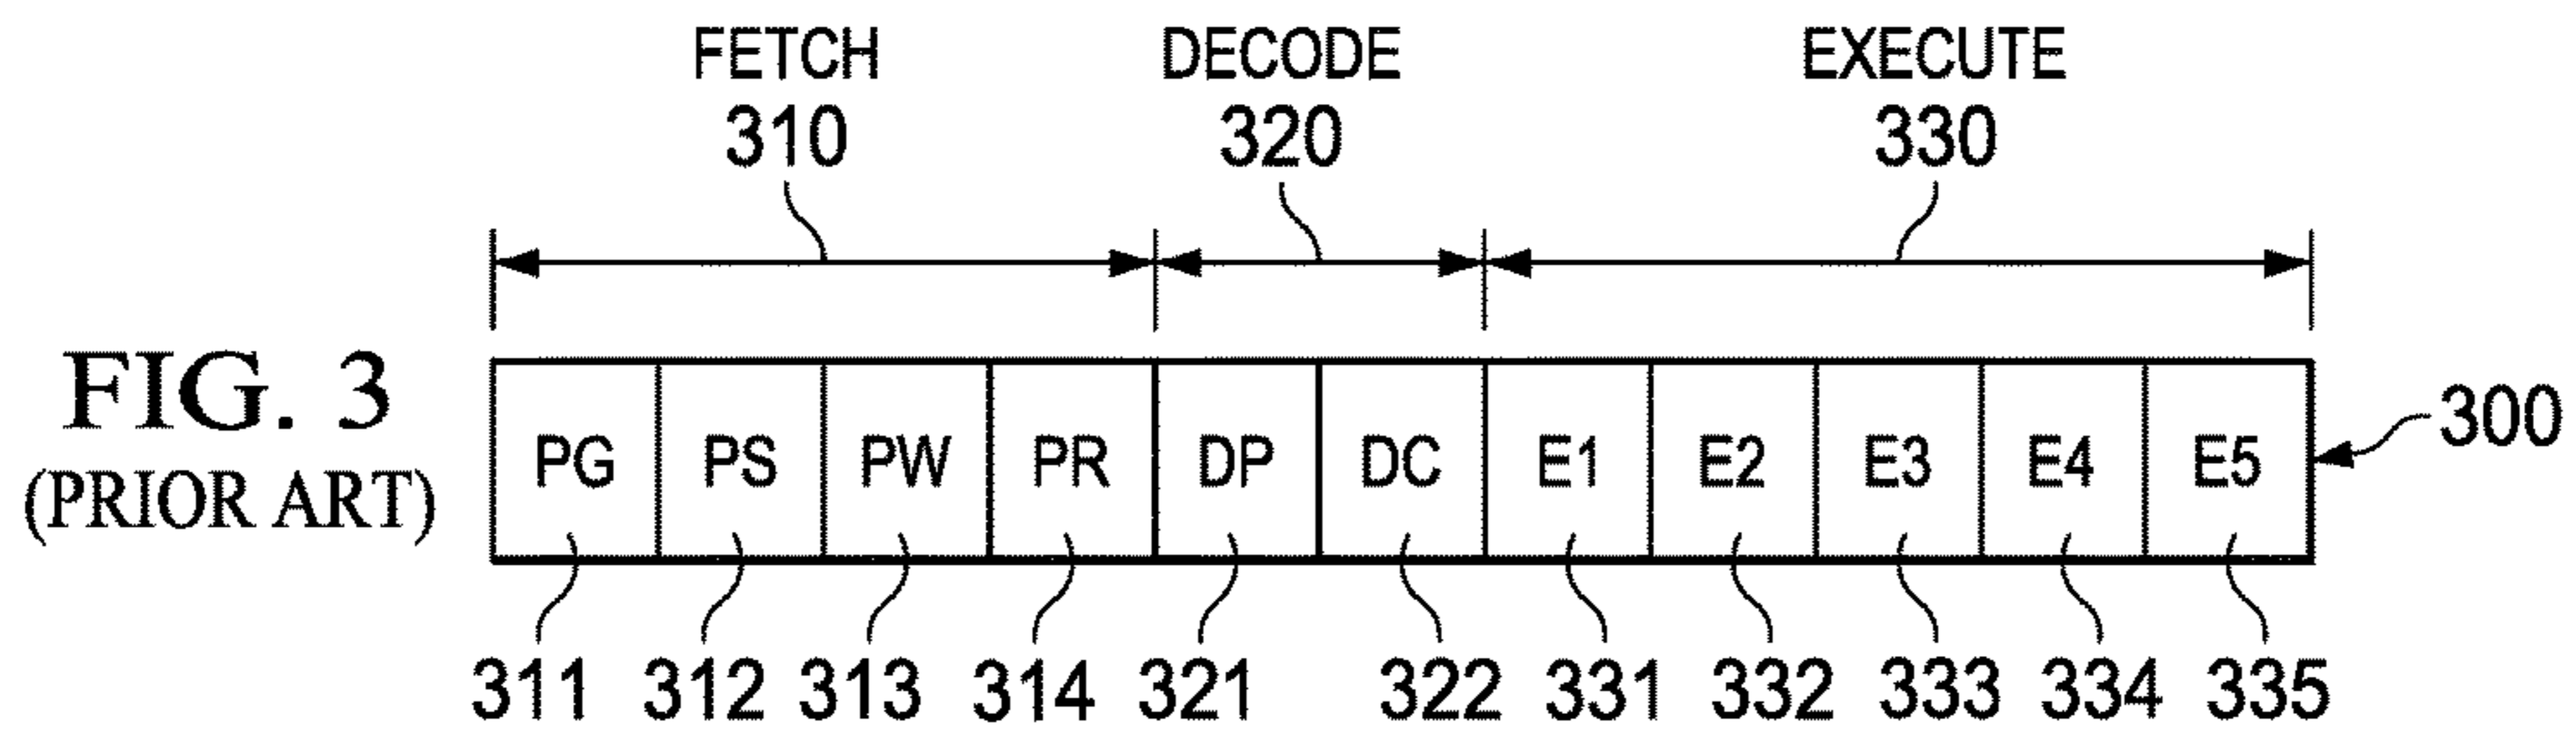 FETCH DECODE EXECUTE
310 320 330
FIG. 3
(PRIOR ART)
PG PS PW PR DP DC E1 E2 E3 E4 E5
300
311 312 313 314 321 322 331 332 333 334 335